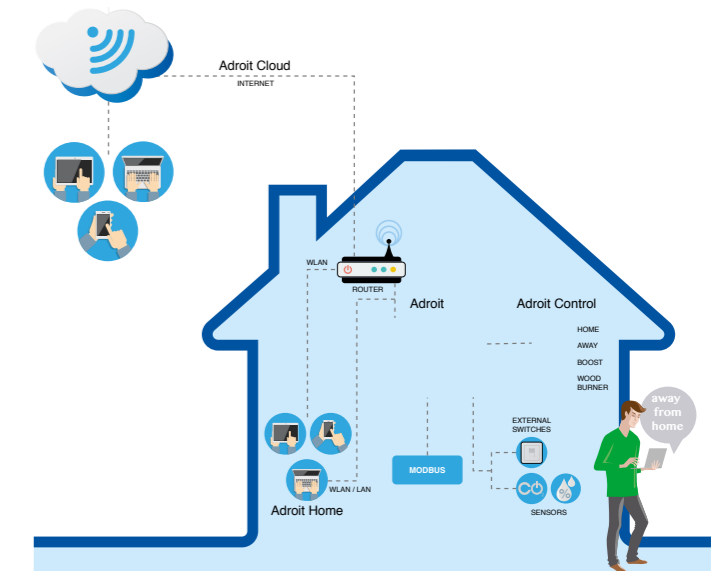 Adroit Cloud
INTERNET
WLAN
ROUTER
Adroit
Adroit Control
HOME
AWAY
BOOST
WOOD
BURNER
away
from
home
EXTERNAL
SWITCHES
MODBUS
CO
%
WLAN / LAN
SENSORS
Adroit Home